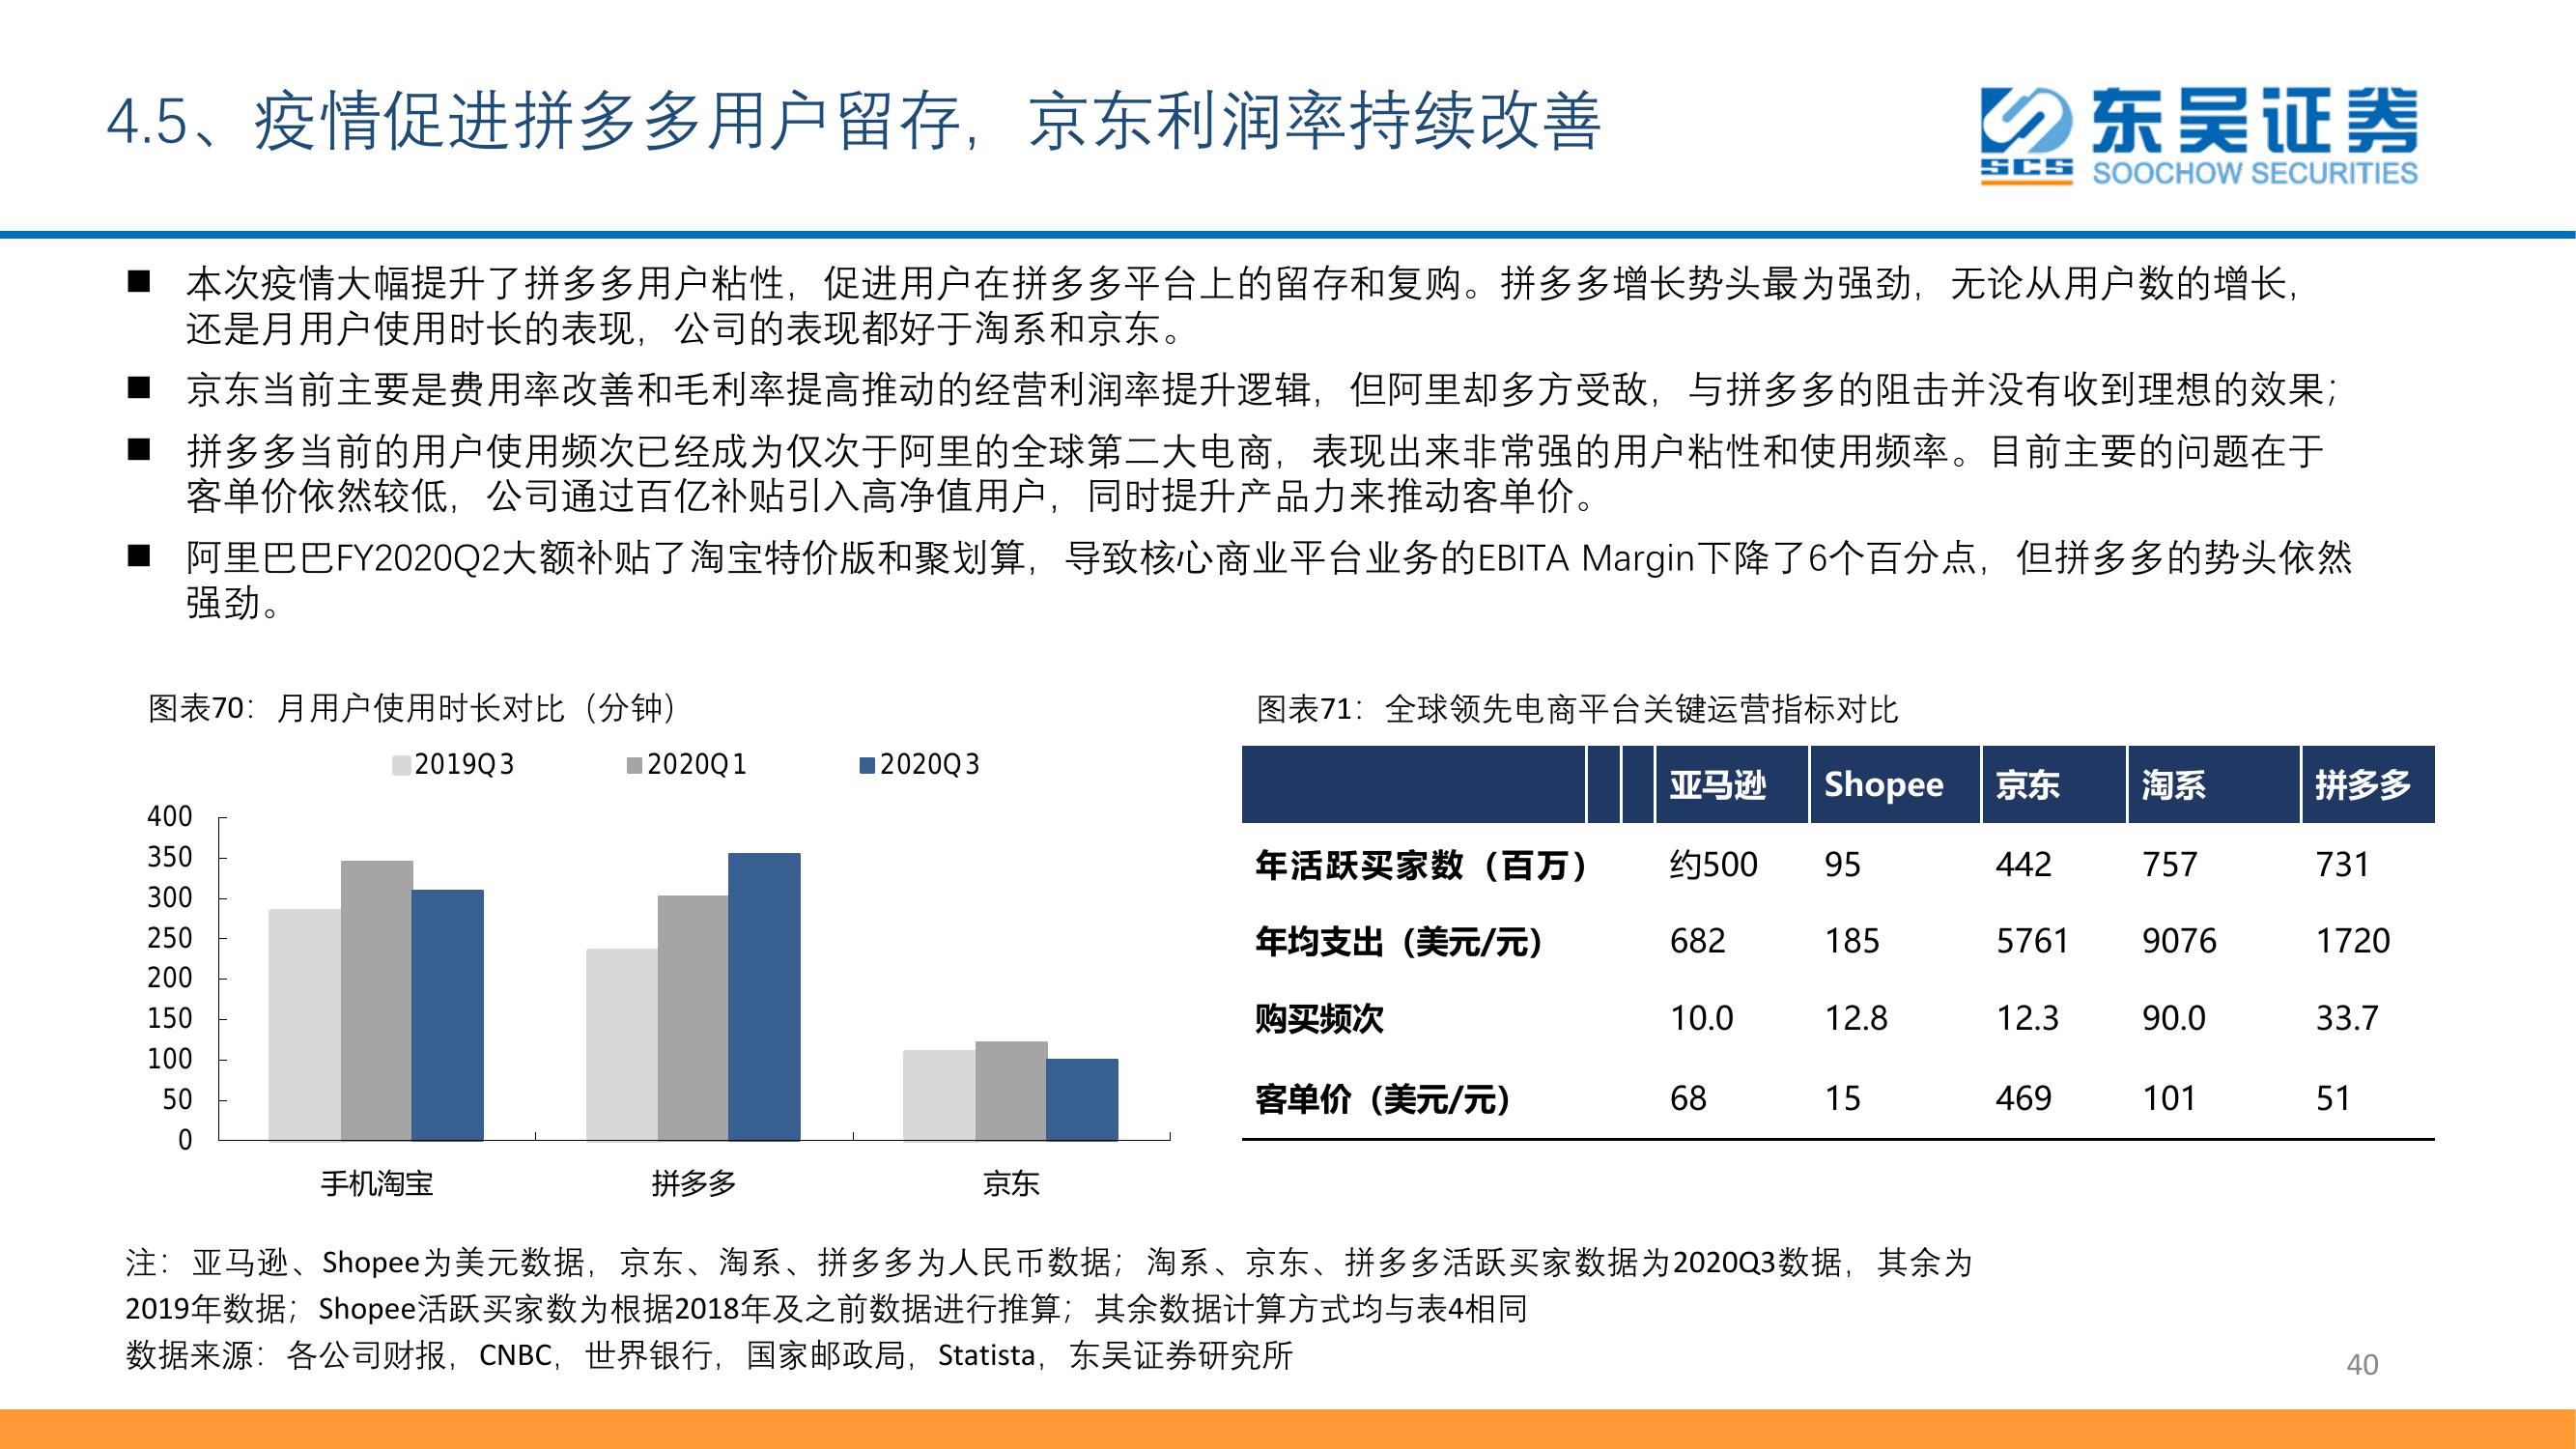 4.5、疫情促进拼多多用户留存，京东利润率持续改善
SCS
东吴证券
SOOCHOW SECURITIES
■ 本次疫情大幅提升了拼多多用户粘性，促进用户在拼多多平台上的留存和复购。拼多多增长势头最为强劲，无论从用户数的增长，
还是月用户使用时长的表现，公司的表现都好于淘系和京东。
■ 京东当前主要是费用率改善和毛利率提高推动的经营利润率提升逻辑，但阿里却多方受敌，与拼多多的阻击并没有收到理想的效果；
■ 拼多多当前的用户使用频次已经成为仅次于阿里的全球第二大电商，表现出来非常强的用户粘性和使用频率。目前主要的问题在于
客单价依然较低，公司通过百亿补贴引入高净值用户，同时提升产品力来推动客单价。
■ 阿里巴巴FY2020Q2大额补贴了淘宝特价版和聚划算，导致核心商业平台业务的EBITA Margin下降了6个百分点，但拼多多的势头依然
强劲。
图表70：月用户使用时长对比（分钟）
2019Q3 2020Q1 2020Q3
400
350
300
250
200
150
100
50
0
手机淘宝 拼多多 京东
图表71：全球领先电商平台关键运营指标对比
亚马逊 Shopee 京东 淘系 拼多多
年活跃买家数（百万） 约500 95 442 757 731
年均支出（美元/元） 682 185 5761 9076 1720
购买频次 10.0 12.8 12.3 90.0 33.7
客单价（美元/元） 68 15 469 101 51
注：亚马逊、Shopee为美元数据，京东、淘系、拼多多为人民币数据；淘系、京东、拼多多活跃买家数据为2020Q3数据，其余为
2019年数据；Shopee活跃买家数为根据2018年及之前数据进行推算；其余数据计算方式均与表4相同
数据来源：各公司财报，CNBC，世界银行，国家邮政局，Statista，东吴证券研究所
40